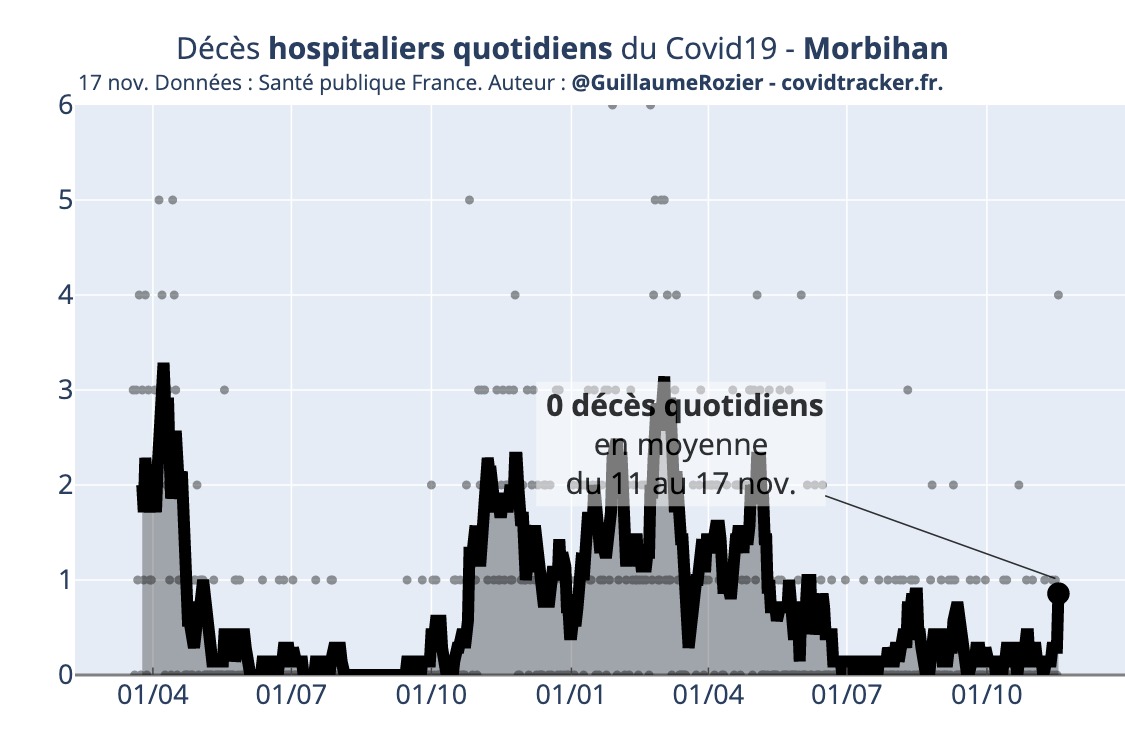 Décès hospitaliers quotidiens du Covid19 - Morbihan
17 nov. Données : Santé publique France. Auteur : @GuillaumeRozier - covidtracker.fr.
6
5
4
3
2
1
0
0 décès quotidiens
en moyenne
du 11 au 17 nov.
01/04 01/07 01/10 01/01 01/04 01/07 01/10